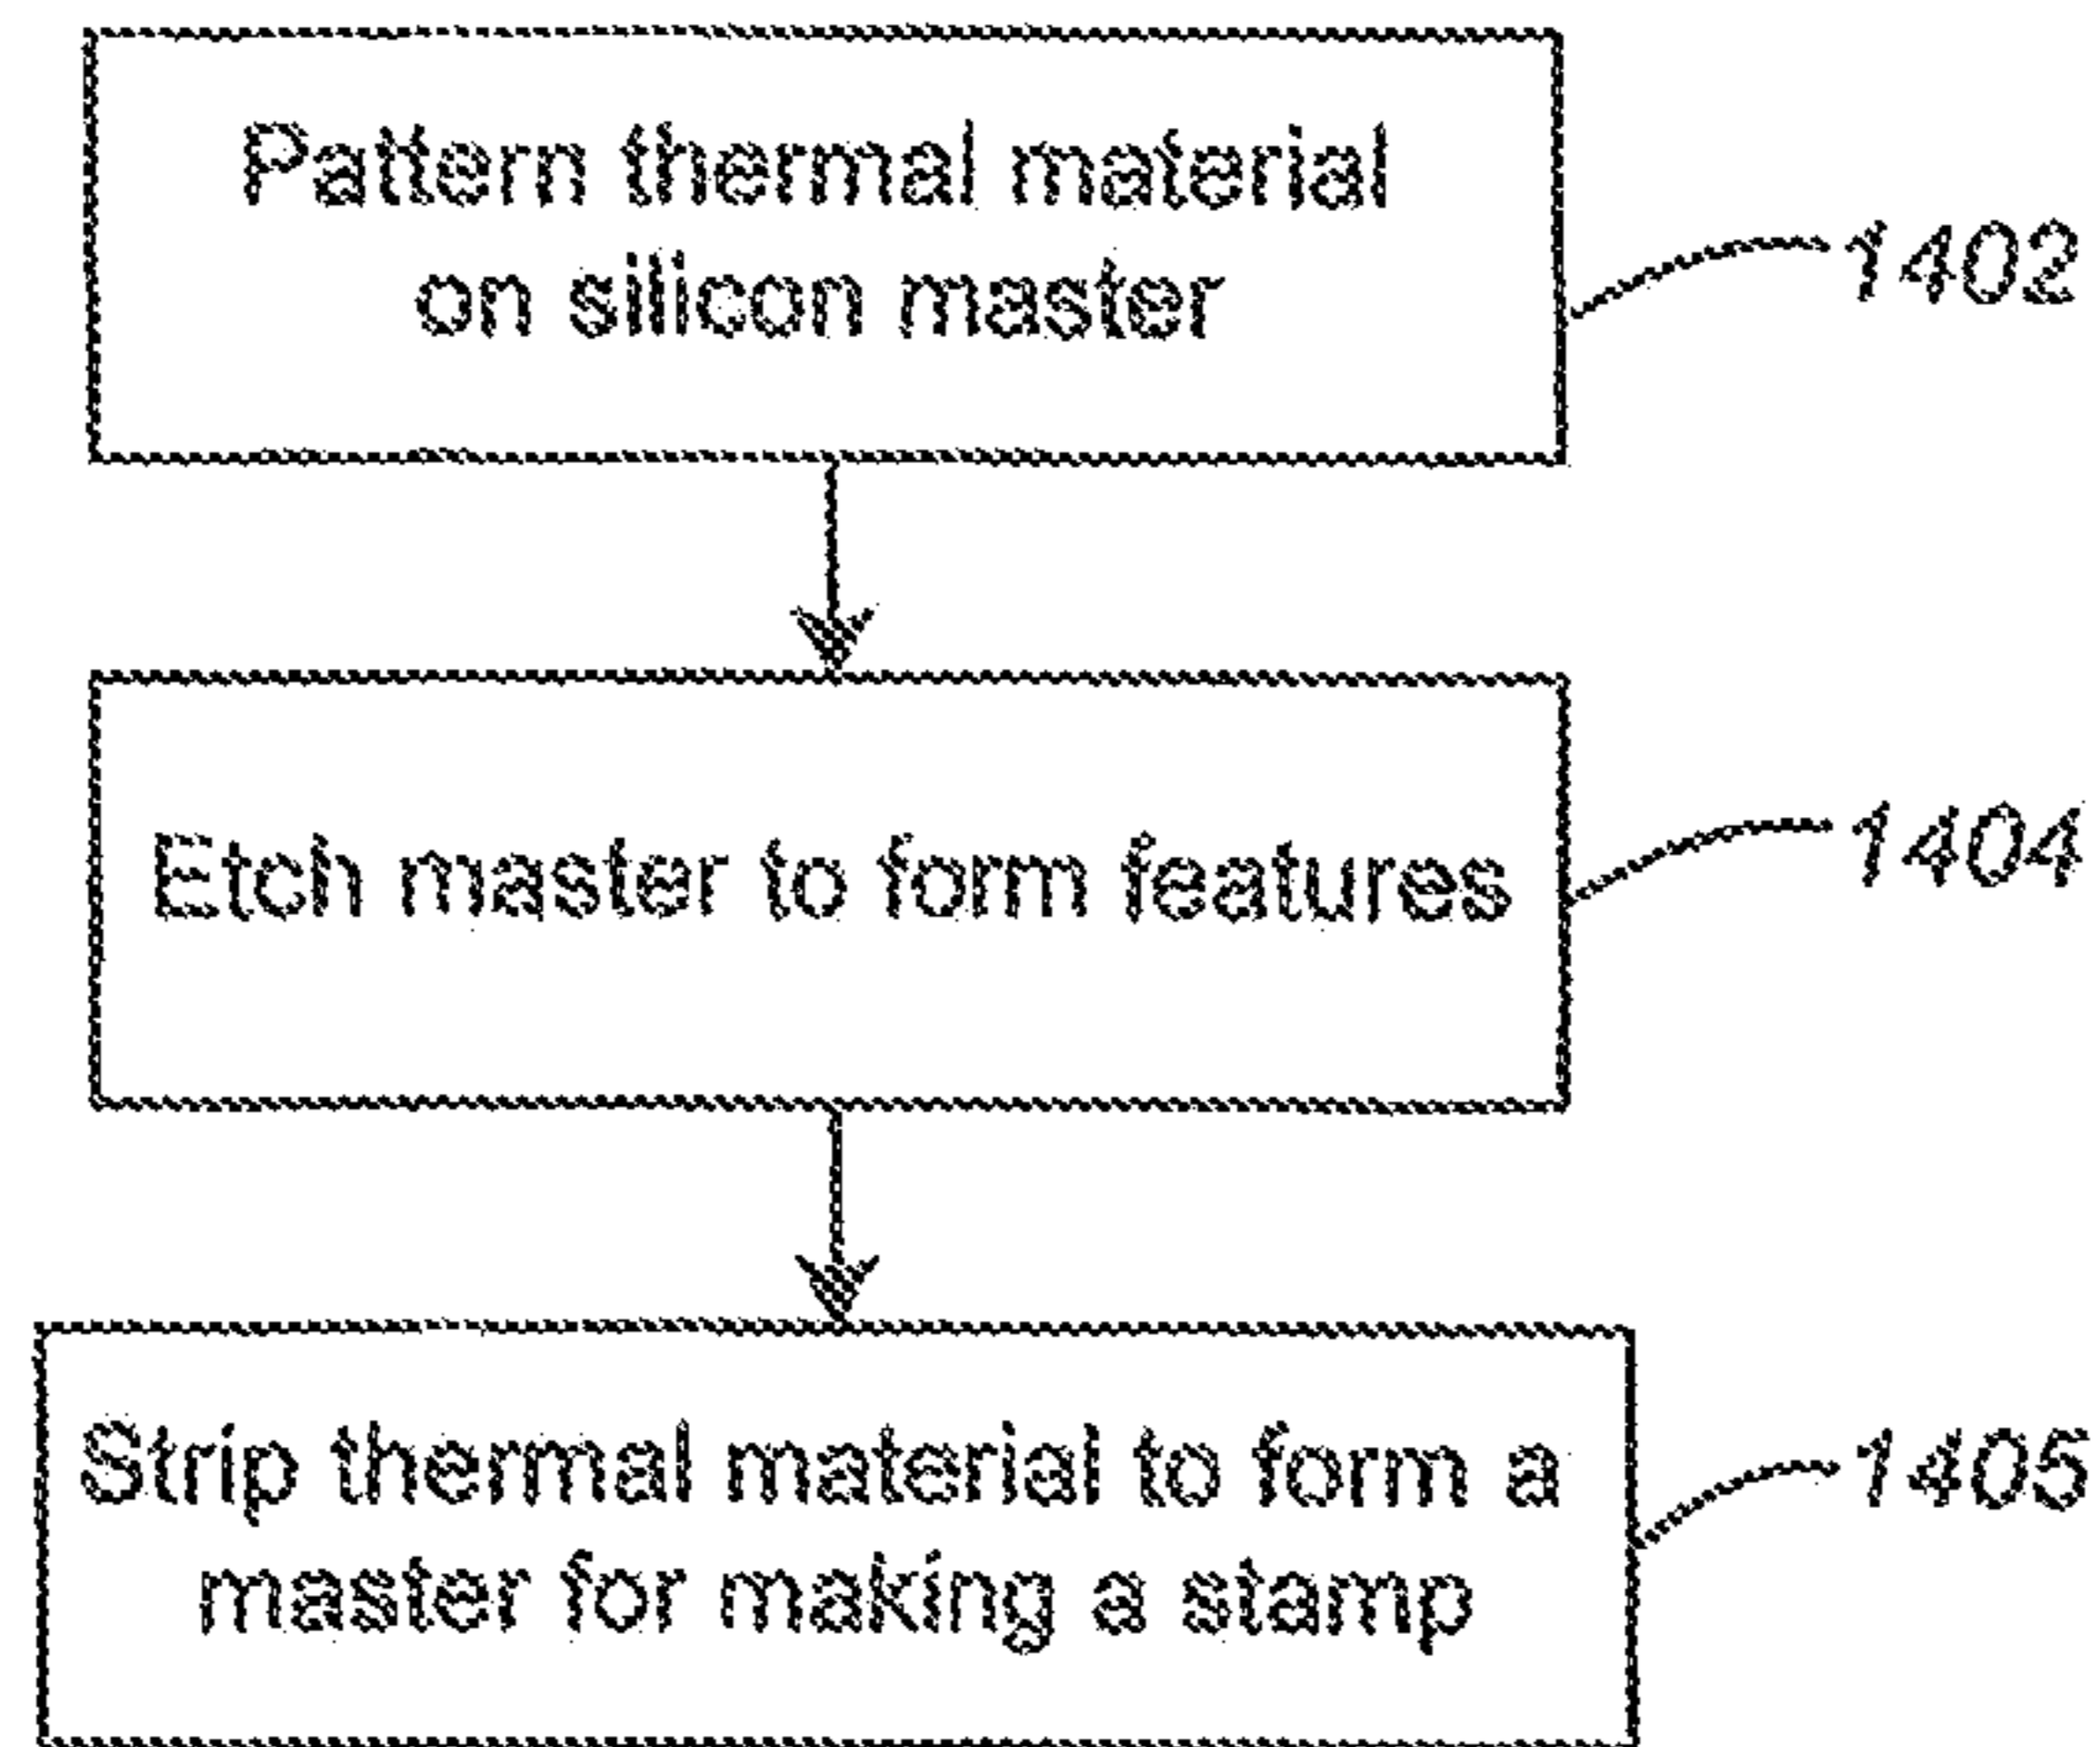 Pattern thermal material
on silicon master
1402
Etch master to form features
1404
Strip thermal material to form a
master for making a stamp
1405